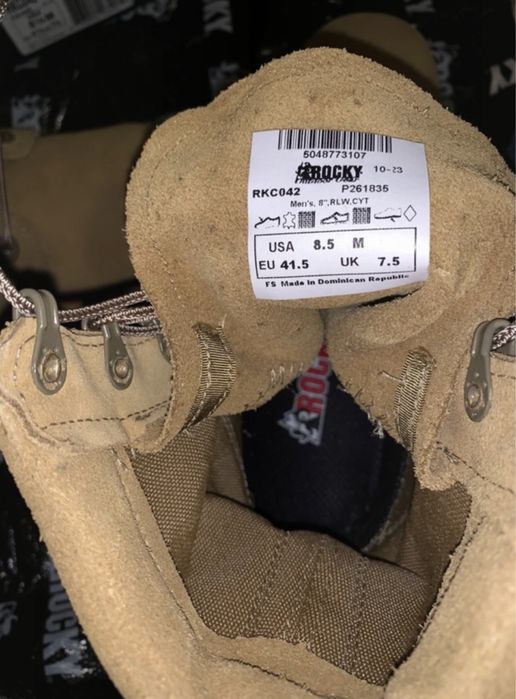 5048773107
ROCKY 10-23
RKC042 P261835
Men's, 8",RLW,CYT
USA 8.5 M
EU 41.5 UK 7.5
FS Made in Dominican Republic
ROCKY
ROCKY
ROCKY